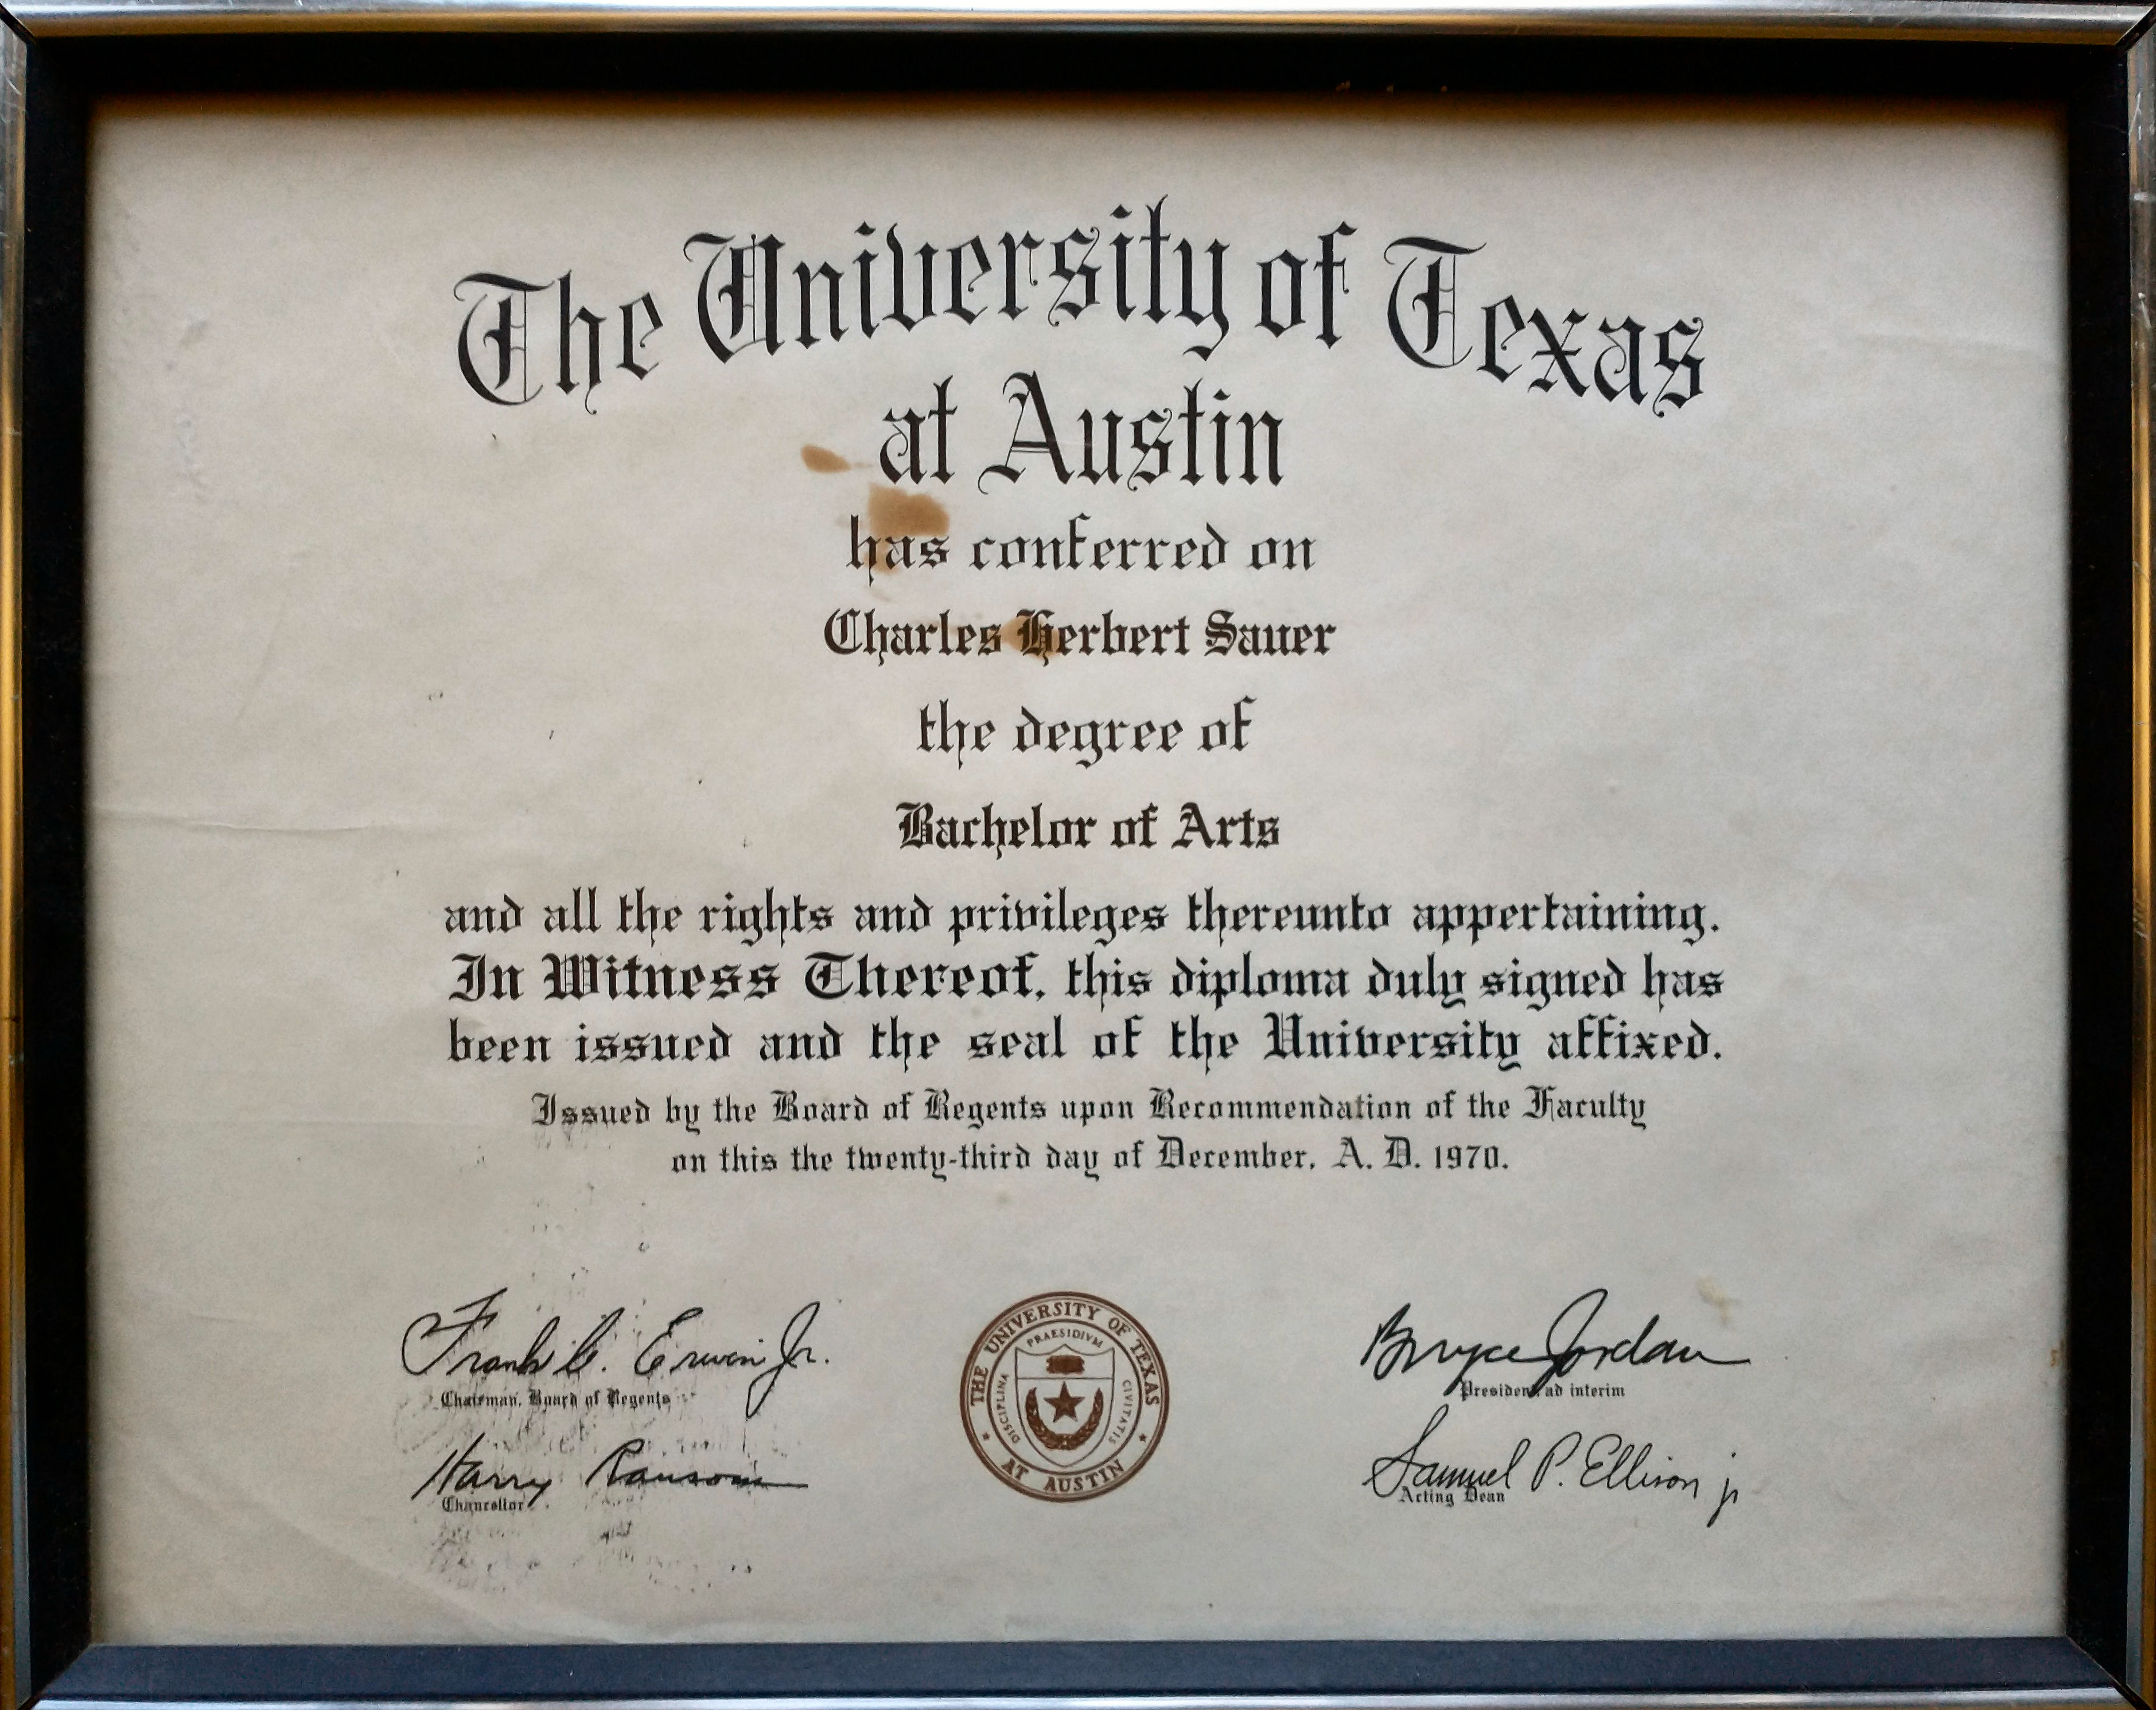 The University of Texas
at Austin
has conferred on
Charles Herbert Sauer
the degree of
Bachelor of Arts
and all the rights and privileges thereunto appertaining.
In Witness Thereof, this diploma duly signed has
been issued and the seal of the University affixed.
Issued by the Board of Regents upon Recommendation of the Faculty
on this the twenty-third day of December, A. D. 1970.
Frank C. Erwin Jr.
Chairman, Board of Regents
Harry Ransom
Chancellor
THE UNIVERSITY OF TEXAS
AT AUSTIN
DISCIPLINA PRAESIDIVM CIVITATIS
Bryce Jordan
President ad interim
Samuel P. Ellison jr
Acting Dean